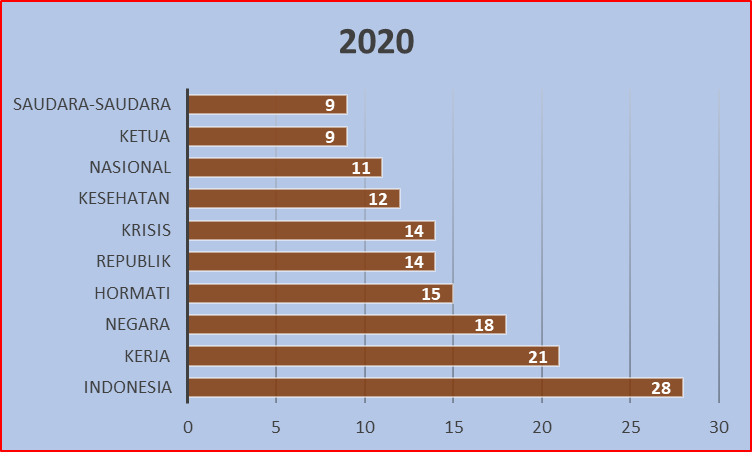 2020
SAUDARA-SAUDARA 9
KETUA 9
NASIONAL 11
KESEHATAN 12
KRISIS 14
REPUBLIK 14
HORMATI 15
NEGARA 18
KERJA 21
INDONESIA 28
0 5 10 15 20 25 30